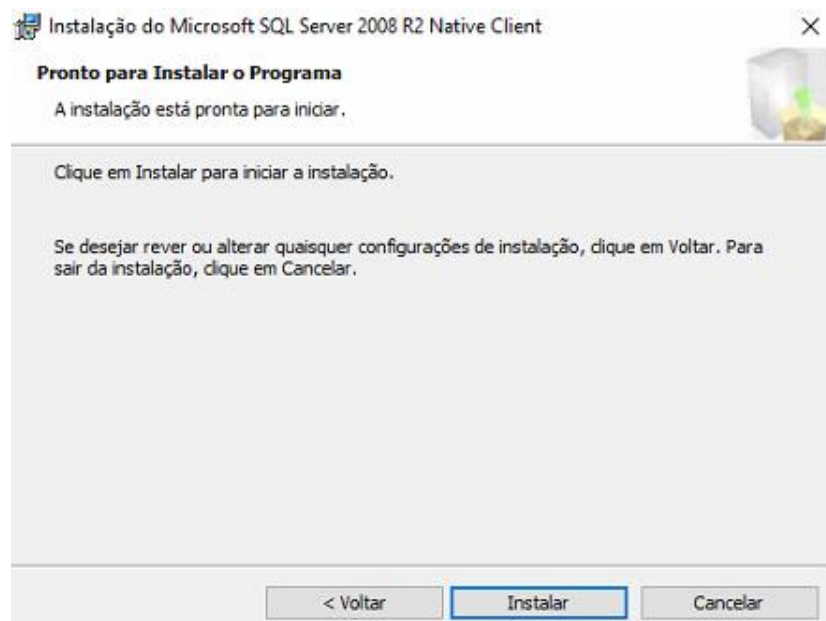 Instalação do Microsoft SQL Server 2008 R2 Native Client
Pronto para Instalar o Programa
A instalação está pronta para iniciar.
Clique em Instalar para iniciar a instalação.
Se desejar rever ou alterar quaisquer configurações de instalação, clique em Voltar. Para
sair da instalação, clique em Cancelar.
< Voltar
Instalar
Cancelar